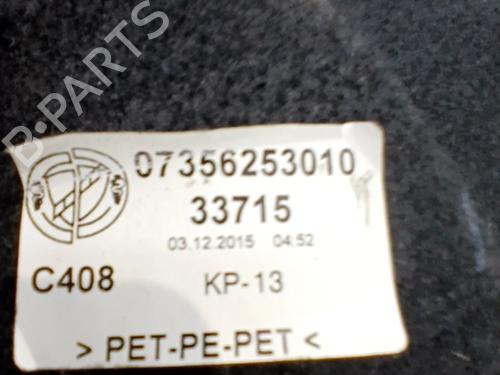 B-PARTS
07356253010
33715
03.12.2015 04:52
C408 KP-13
> PET-PE-PET <